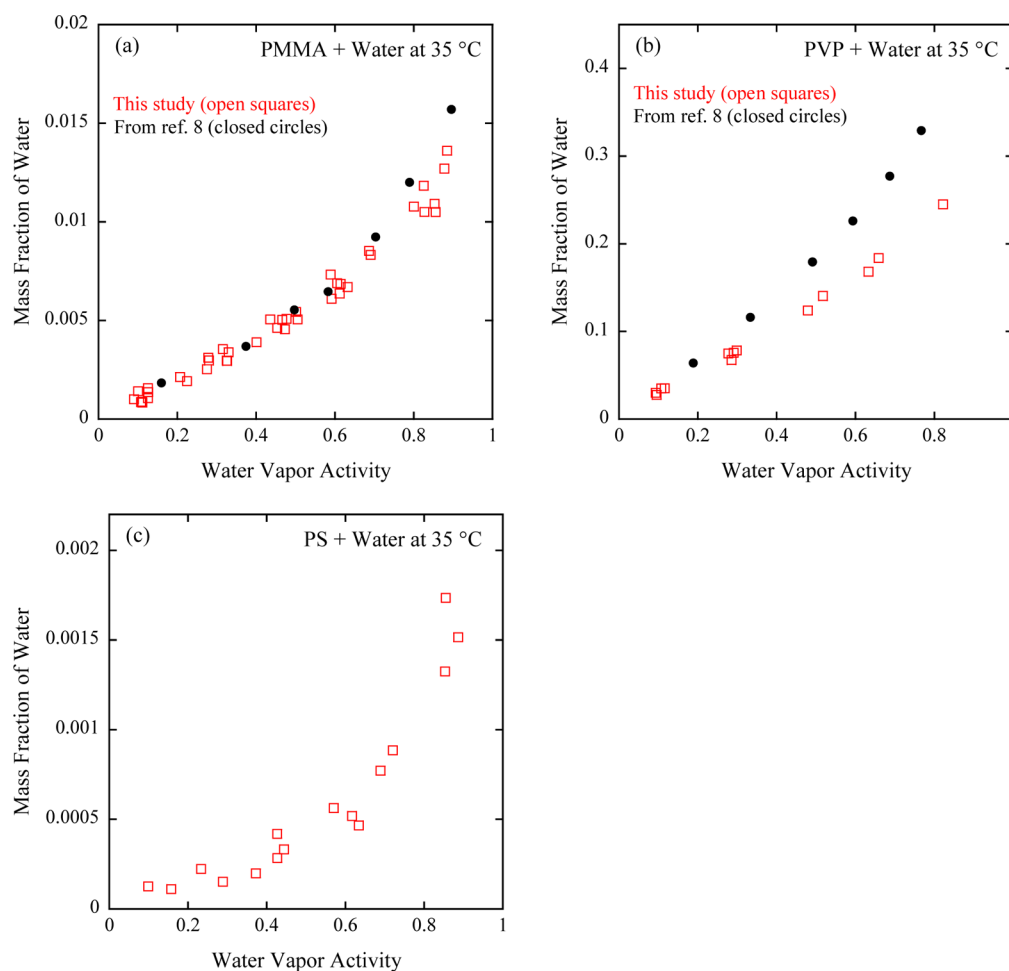 (a)
PMMA + Water at 35 °C
This study (open squares)
From ref. 8 (closed circles)
0.02
0.015
0.01
0.005
0
Mass Fraction of Water
0
0.2
0.4
0.6
0.8
1
Water Vapor Activity
(b)
PVP + Water at 35 °C
This study (open squares)
From ref. 8 (closed circles)
0.4
0.3
0.2
0.1
0.00
Mass Fraction of Water
0
0.2
0.4
0.6
0.8
Water Vapor Activity
(c)
PS + Water at 35 °C
0.002
0.0015
0.001
0.0005
0
Mass Fraction of Water
0
0.2
0.4
0.6
0.8
1
Water Vapor Activity